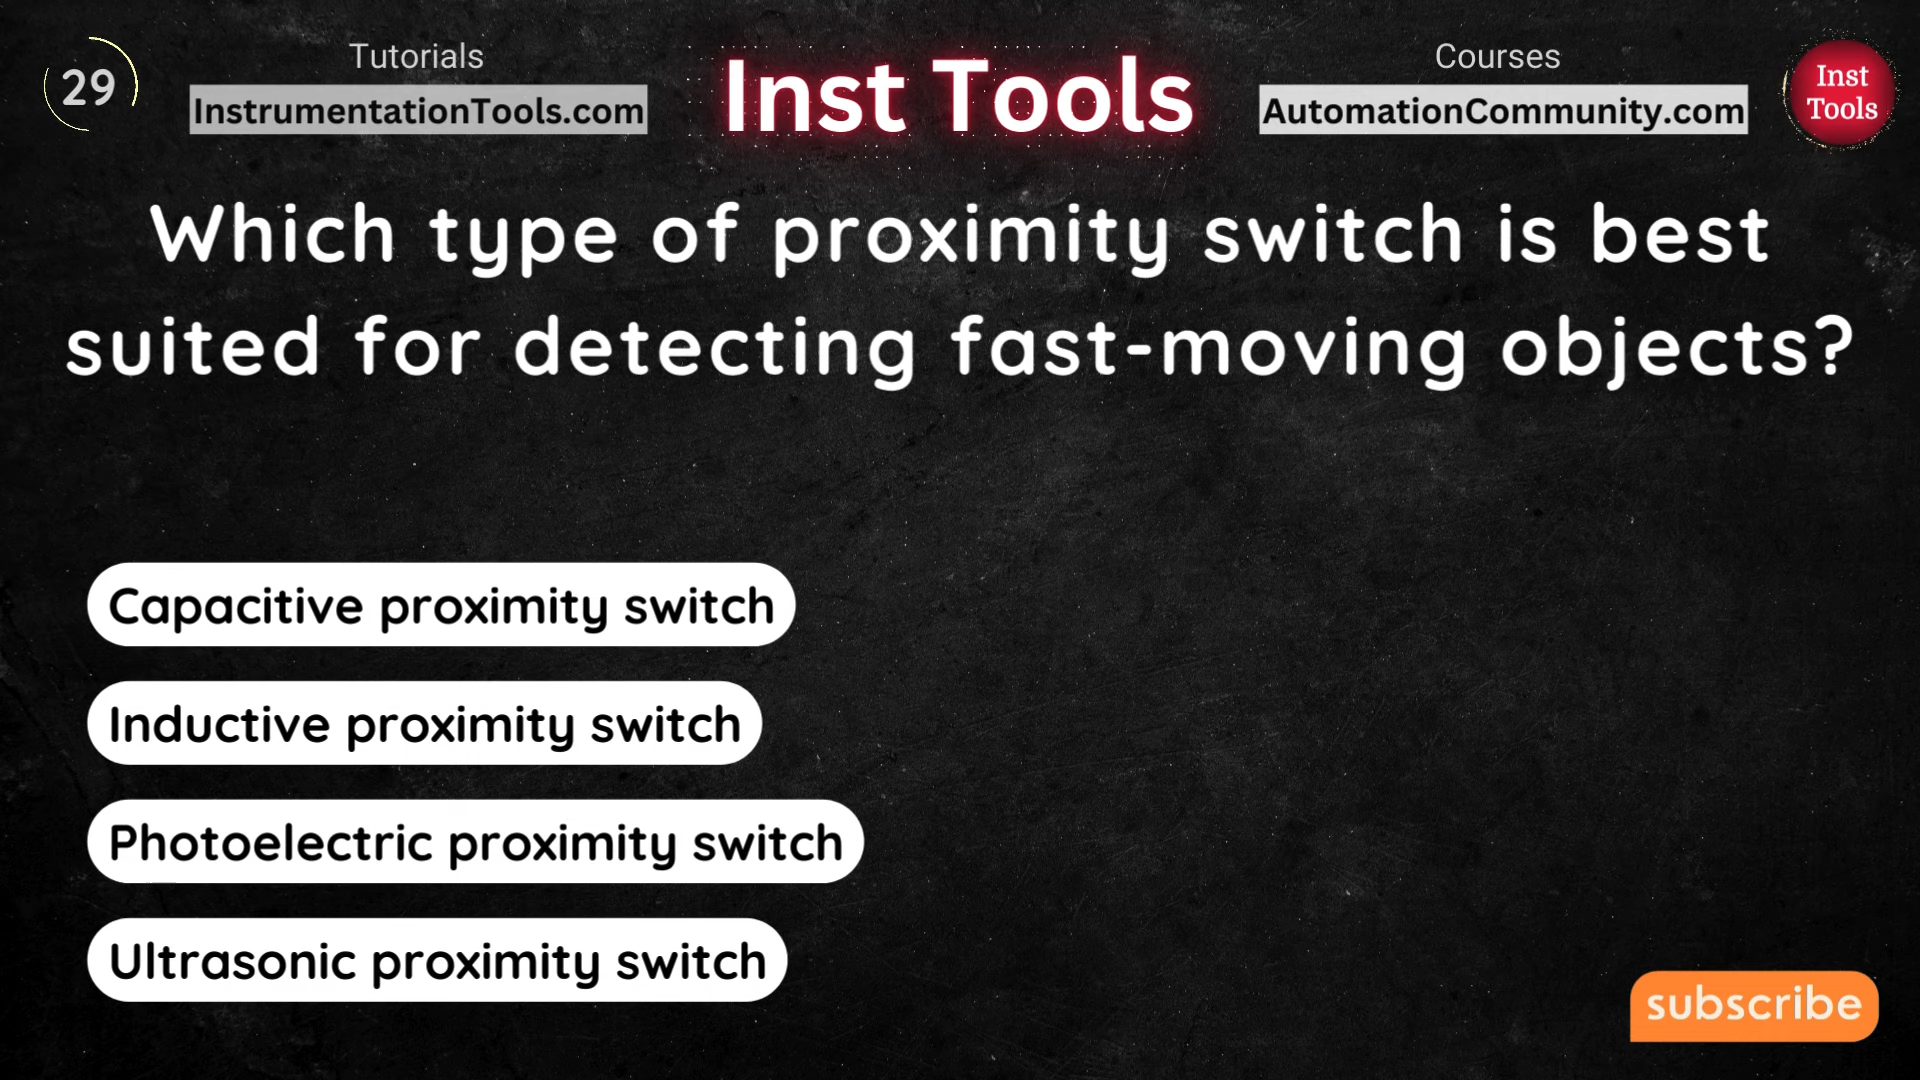 29
Tutorials
InstrumentationTools.com
Inst Tools
Courses
AutomationCommunity.com
Inst
Tools
Which type of proximity switch is best
suited for detecting fast-moving objects?
Capacitive proximity switch
Inductive proximity switch
Photoelectric proximity switch
Ultrasonic proximity switch
subscribe